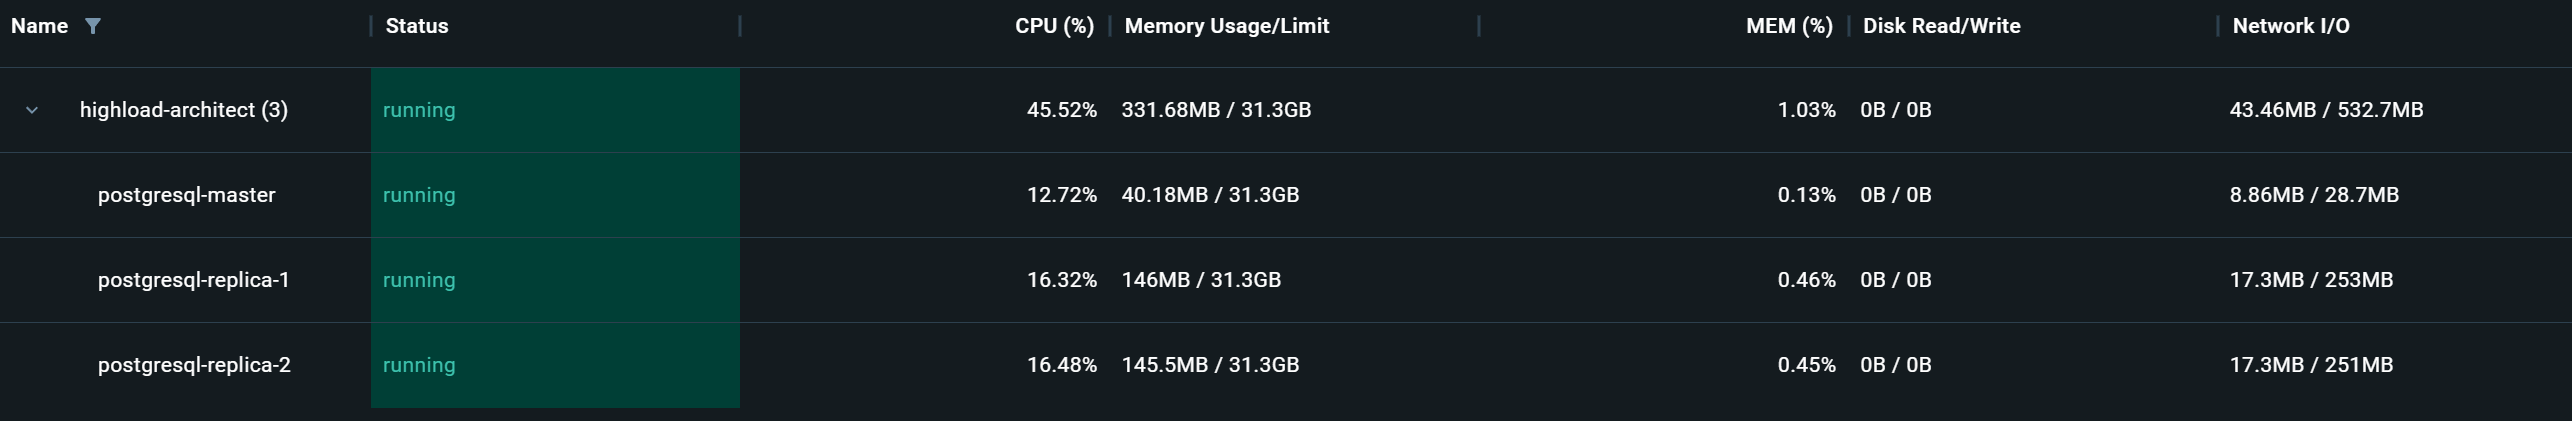 Name Status CPU (%) Memory Usage/Limit MEM (%) Disk Read/Write Network I/O
highload-architect (3) running 45.52% 331.68MB / 31.3GB 1.03% 0B / 0B 43.46MB / 532.7MB
postgresql-master running 12.72% 40.18MB / 31.3GB 0.13% 0B / 0B 8.86MB / 28.7MB
postgresql-replica-1 running 16.32% 146MB / 31.3GB 0.46% 0B / 0B 17.3MB / 253MB
postgresql-replica-2 running 16.48% 145.5MB / 31.3GB 0.45% 0B / 0B 17.3MB / 251MB